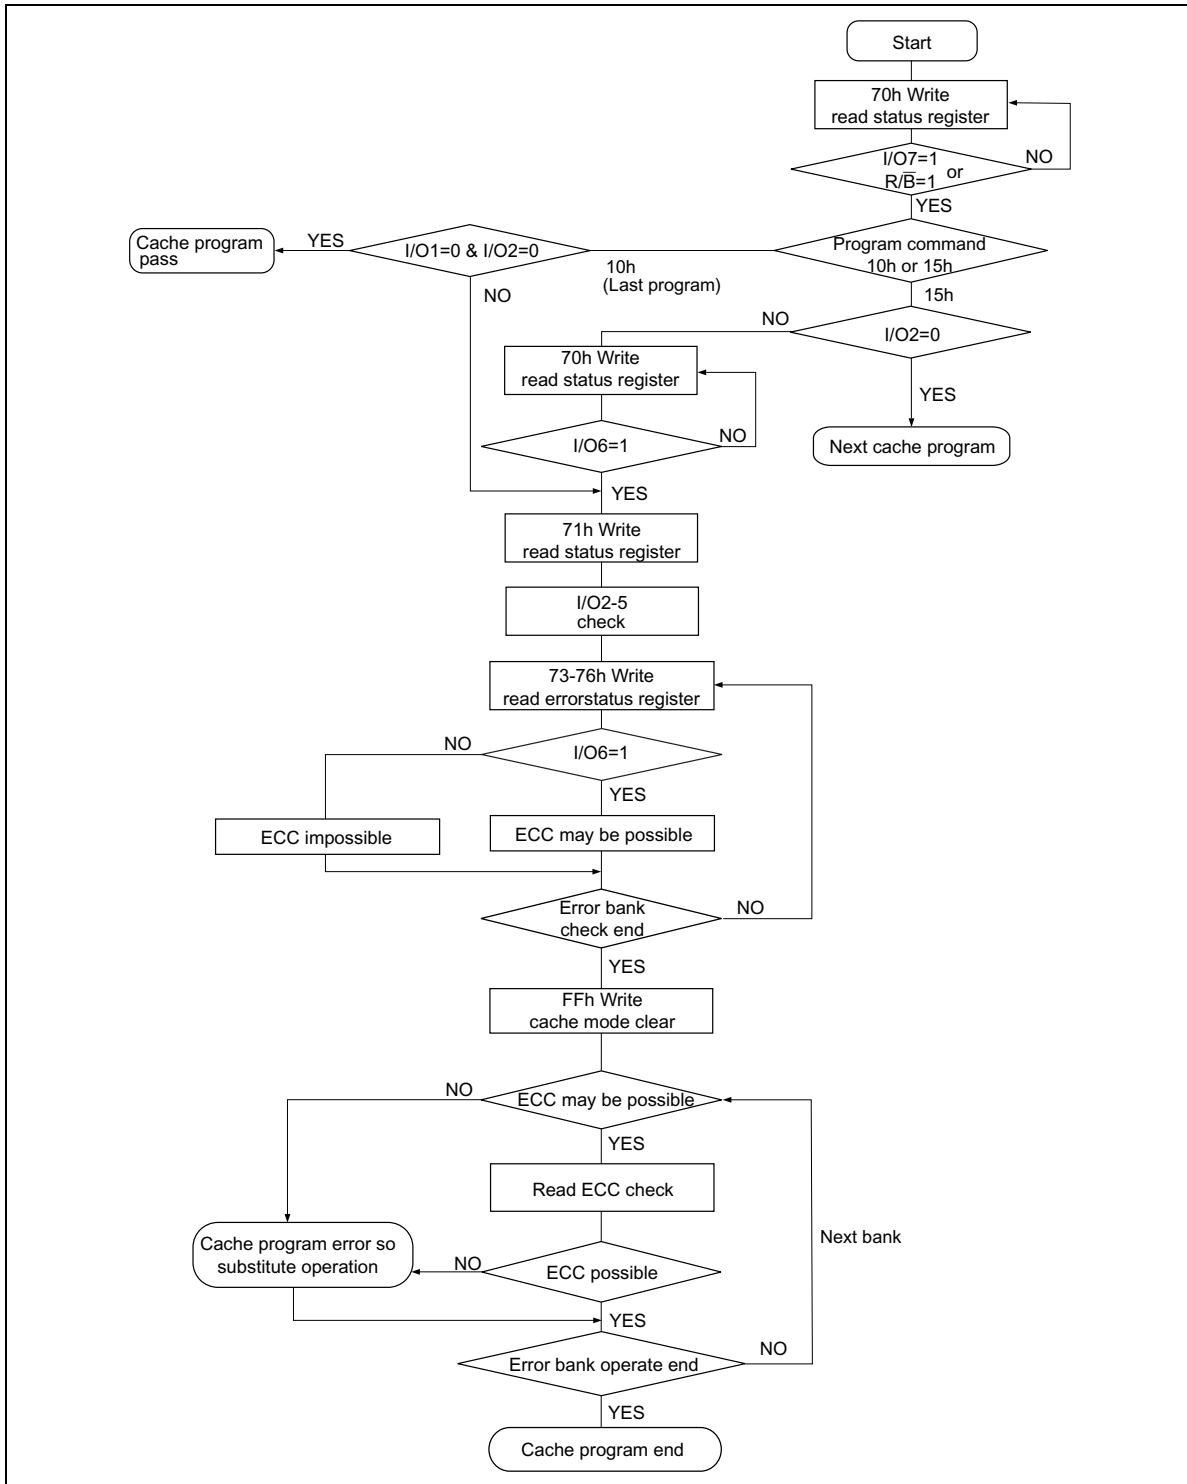 Start
70h Write
read status register
I/O7=1
R/B̅=1 or
NO
YES
Program command
10h or 15h
10h
(Last program)
15h
I/O1=0 & I/O2=0
YES
Cache program
pass
NO
I/O2=0
NO
YES
Next cache program
70h Write
read status register
I/O6=1
NO
YES
71h Write
read status register
I/O2-5
check
73-76h Write
read errorstatus register
I/O6=1
NO
YES
ECC impossible
ECC may be possible
Error bank
check end
NO
YES
FFh Write
cache mode clear
ECC may be possible
NO
YES
Read ECC check
Next bank
Cache program error so
substitute operation
NO
ECC possible
YES
Error bank operate end
NO
YES
Cache program end